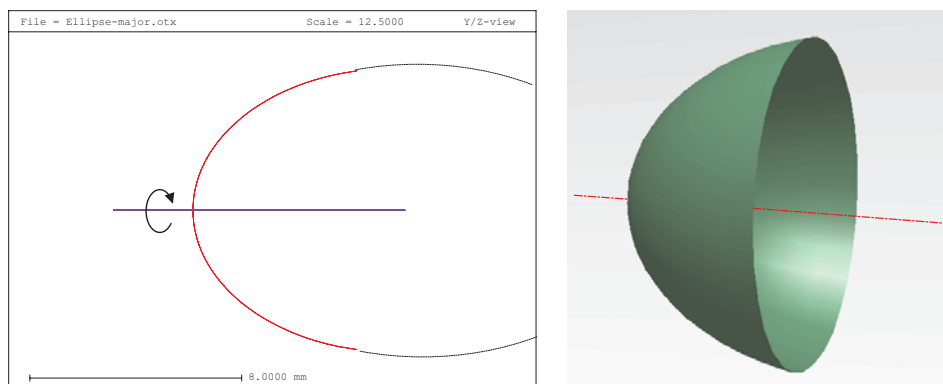 File = Ellipse-major.otx Scale = 12.5000 Y/Z-view
8.0000 mm